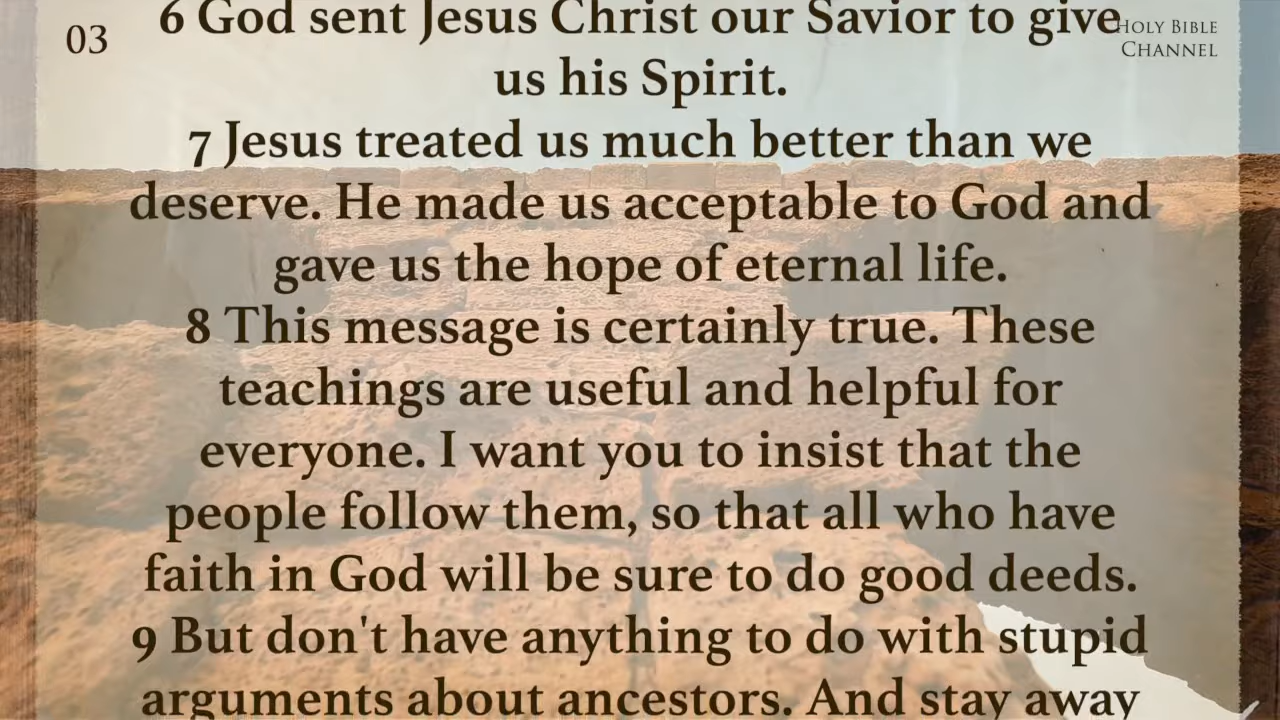 03
HOLY BIBLE
CHANNEL
6 God sent Jesus Christ our Savior to give
us his Spirit.
7 Jesus treated us much better than we
deserve. He made us acceptable to God and
gave us the hope of eternal life.
8 This message is certainly true. These
teachings are useful and helpful for
everyone. I want you to insist that the
people follow them, so that all who have
faith in God will be sure to do good deeds.
9 But don't have anything to do with stupid
arguments about ancestors. And stay away